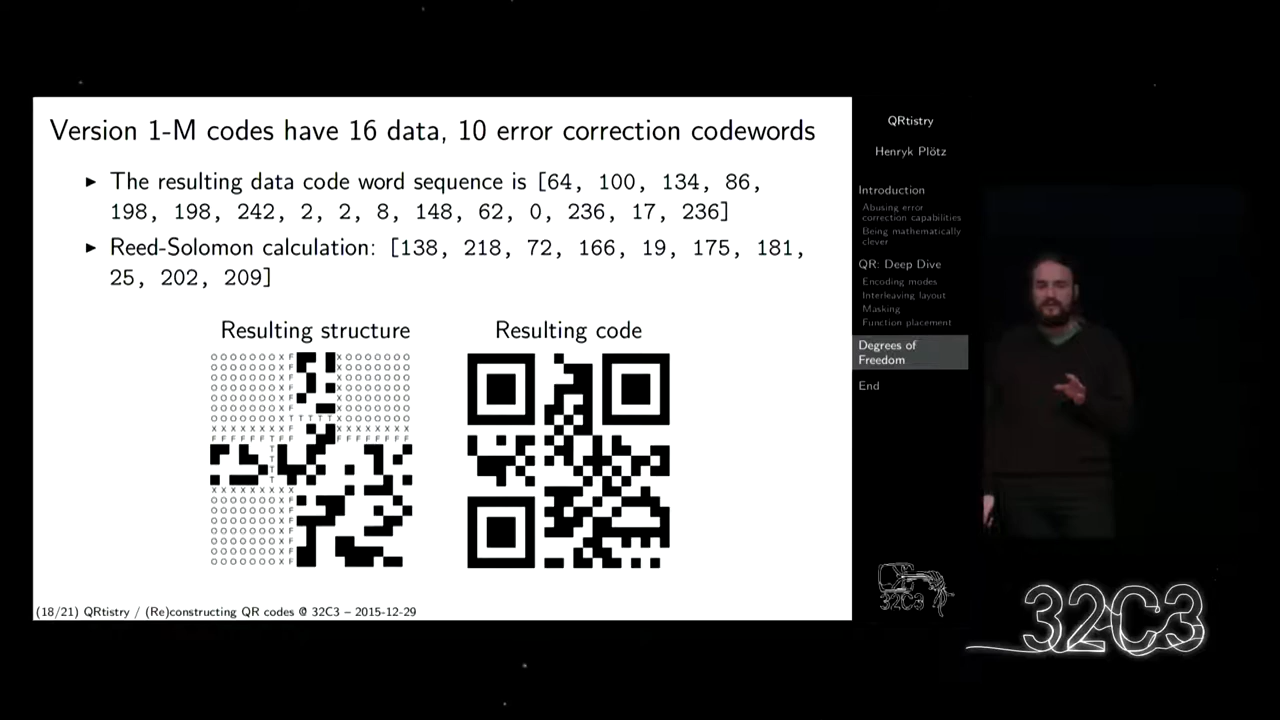 Version 1-M codes have 16 data, 10 error correction codewords
▶ The resulting data code word sequence is [64, 100, 134, 86,
198, 198, 242, 2, 2, 8, 148, 62, 0, 236, 17, 236]
▶ Reed-Solomon calculation: [138, 218, 72, 166, 19, 175, 181,
25, 202, 209]
Resulting structure
Resulting code
(18/21) QRtistry / (Re)constructing QR codes @ 32C3 – 2015-12-29
QRtistry
Henryk Plötz
Introduction
Abusing error
correction capabilities
Being mathematically
clever
QR: Deep Dive
Encoding modes
Interleaving layout
Masking
Function placement
Degrees of
Freedom
End
32C3
32C3